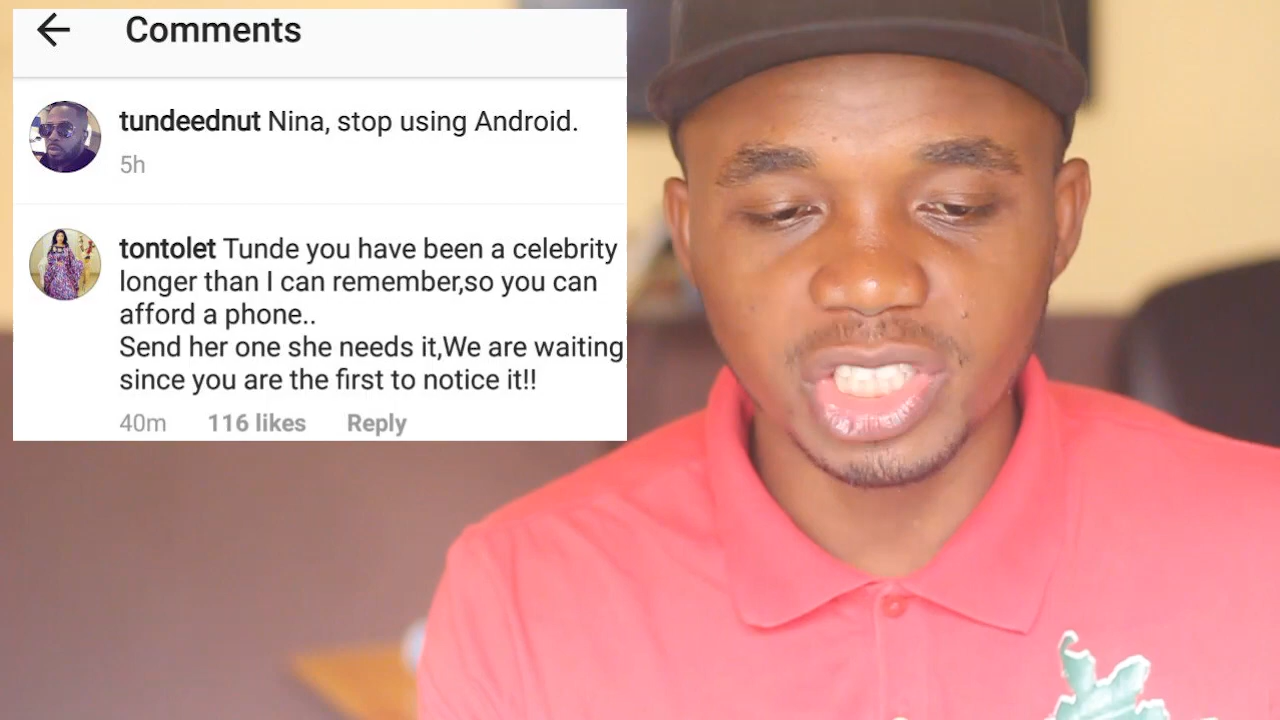 Comments
tundeednut Nina, stop using Android.
5h
tontolet Tunde you have been a celebrity
longer than I can remember,so you can
afford a phone..
Send her one she needs it,We are waiting
since you are the first to notice it!!
40m 116 likes Reply